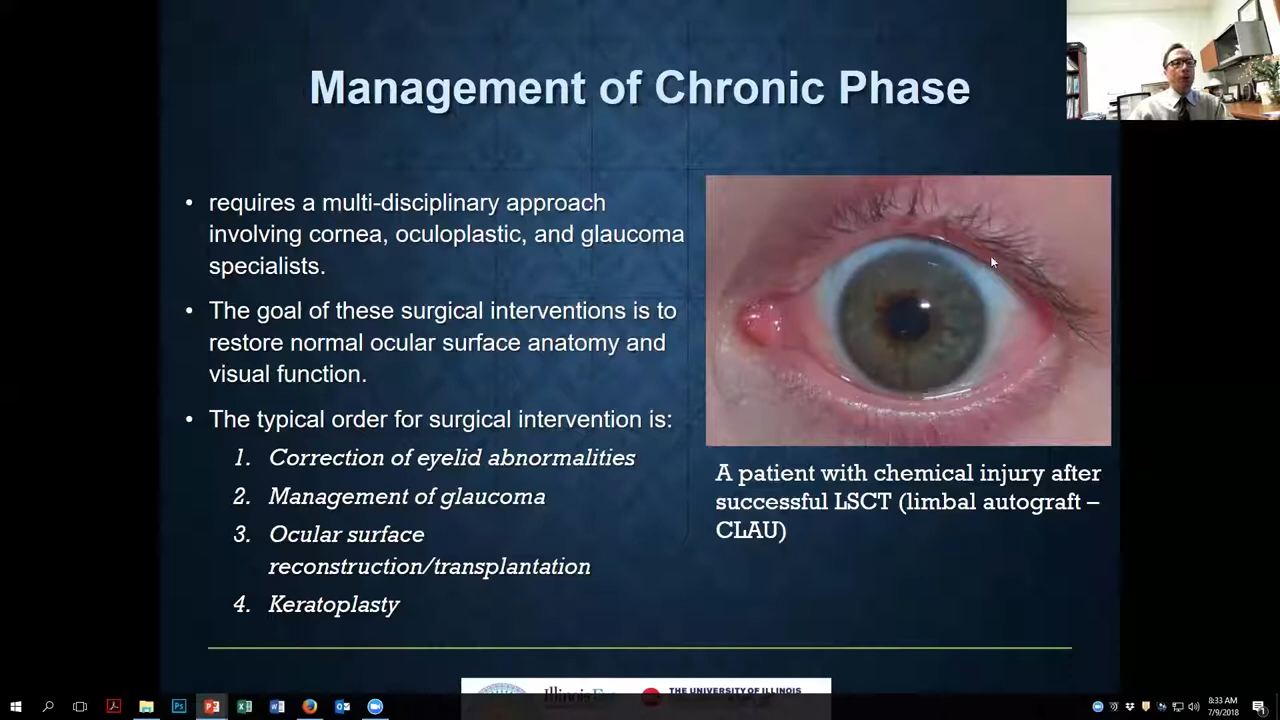 Management of Chronic Phase
• requires a multi-disciplinary approach
involving cornea, oculoplastic, and glaucoma
specialists.
• The goal of these surgical interventions is to
restore normal ocular surface anatomy and
visual function.
• The typical order for surgical intervention is:
1. Correction of eyelid abnormalities
2. Management of glaucoma
3. Ocular surface
reconstruction/transplantation
4. Keratoplasty
A patient with chemical injury after
successful LSCT (limbal autograft –
CLAU)
THE UNIVERSITY OF ILLINOIS
8:33 AM
7/9/2018